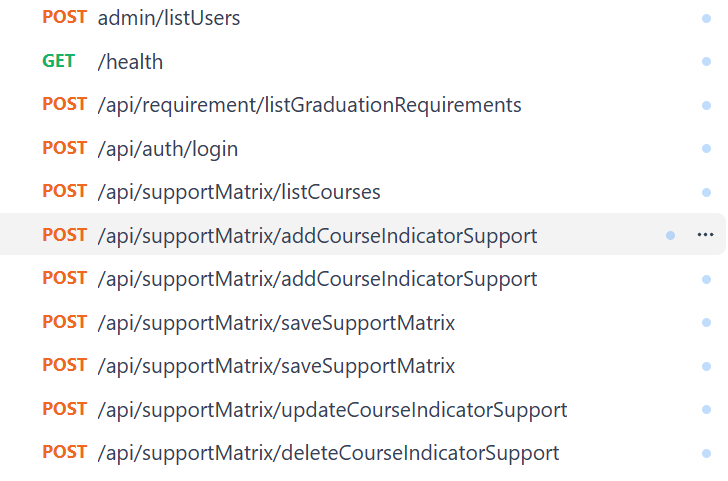 POST admin/listUsers
GET /health
POST /api/requirement/listGraduationRequirements
POST /api/auth/login
POST /api/supportMatrix/listCourses
POST /api/supportMatrix/addCourseIndicatorSupport
POST /api/supportMatrix/addCourseIndicatorSupport
POST /api/supportMatrix/saveSupportMatrix
POST /api/supportMatrix/saveSupportMatrix
POST /api/supportMatrix/updateCourseIndicatorSupport
POST /api/supportMatrix/deleteCourseIndicatorSupport